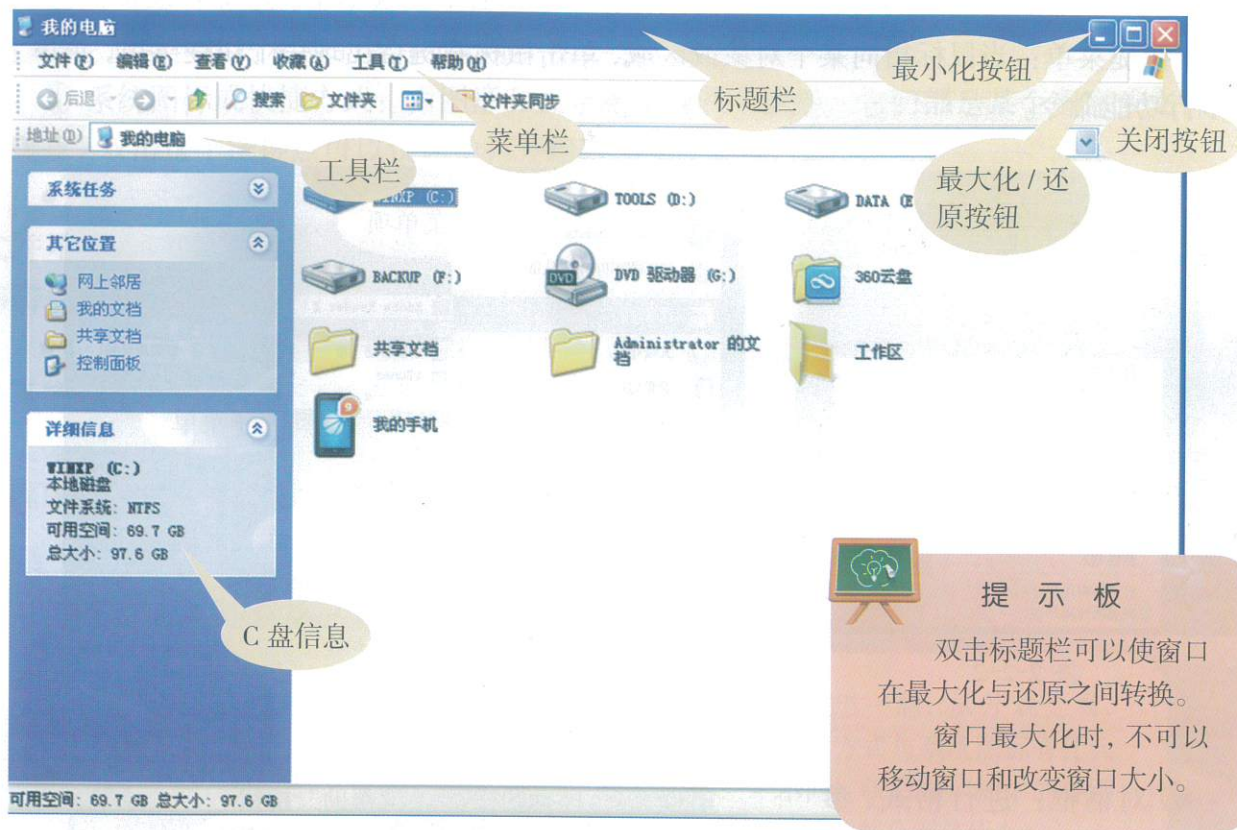 我的电脑
文件(F) 编辑(E) 查看(V) 收藏(A) 工具(T) 帮助(H)
最小化按钮
后退 搜索 文件夹 文件夹同步
标题栏
地址(D) 我的电脑
菜单栏
关闭按钮
工具栏
最大化/还
原按钮
系统任务
WINXP (C:) TOOLS (D:) DATA (E
其它位置
网上邻居
我的文档
共享文档
控制面板
BACKUP (F:) DVD DVD 驱动器 (G:) 360云盘
共享文档 Administrator 的文
档
工作区
9
我的手机
详细信息
WINXP (C:)
本地磁盘
文件系统: NTFS
可用空间: 69.7 GB
总大小: 97.6 GB
C 盘信息
提 示 板
双击标题栏可以使窗口
在最大化与还原之间转换。
窗口最大化时, 不可以
移动窗口和改变窗口大小。
可用空间: 69.7 GB 总大小: 97.6 GB